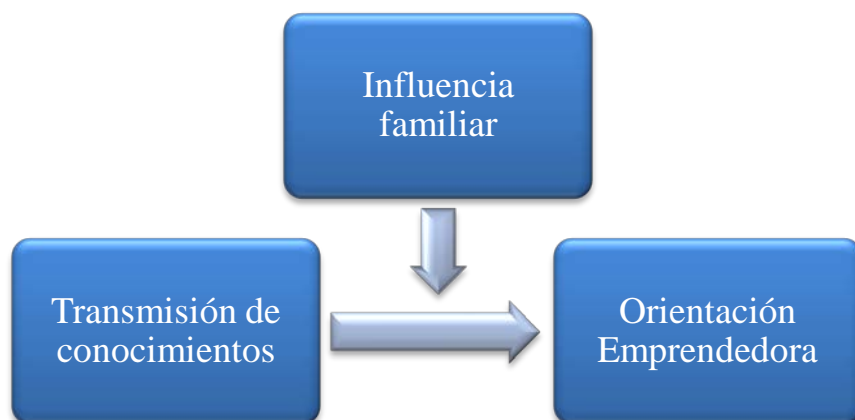 Influencia
familiar
Transmisión de
conocimientos
Orientación
Emprendedora